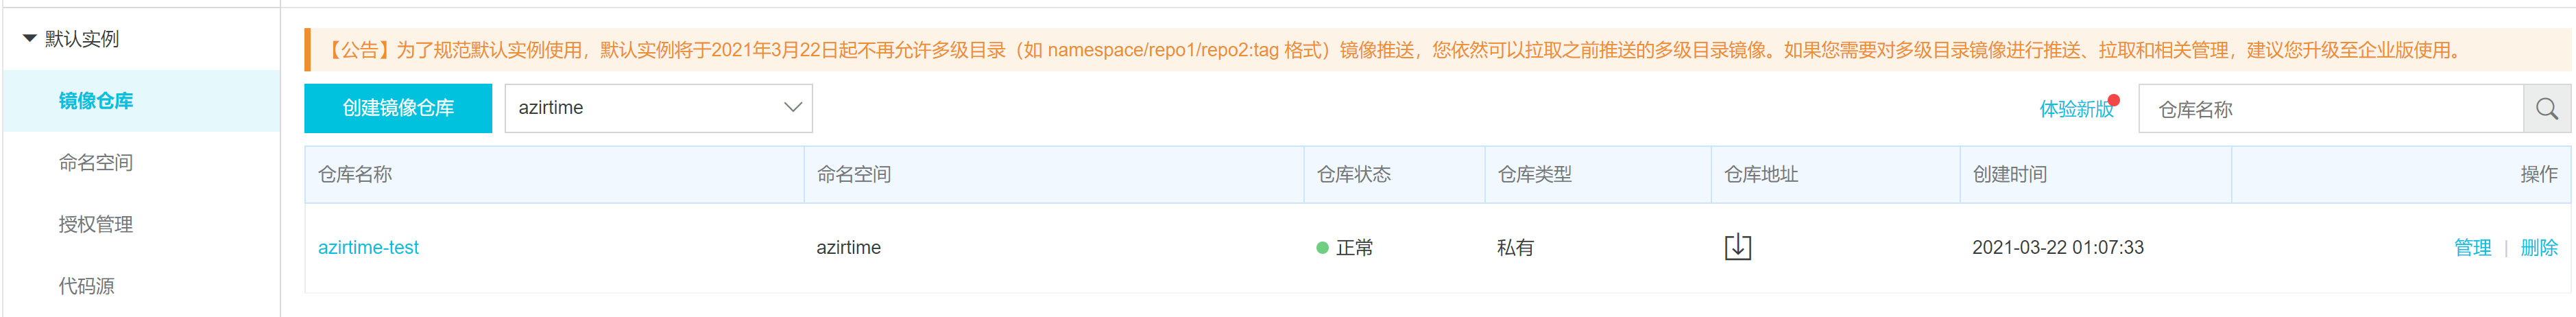 默认实例
镜像仓库
命名空间
授权管理
代码源
【公告】为了规范默认实例使用，默认实例将于2021年3月22日起不再允许多级目录（如 namespace/repo1/repo2:tag 格式）镜像推送，您依然可以拉取之前推送的多级目录镜像。如果您需要对多级目录镜像进行推送、拉取和相关管理，建议您升级至企业版使用。
创建镜像仓库 azirtime 体验新版 仓库名称
仓库名称 命名空间 仓库状态 仓库类型 仓库地址 创建时间 操作
azirtime-test azirtime 正常 私有 2021-03-22 01:07:33 管理 | 删除